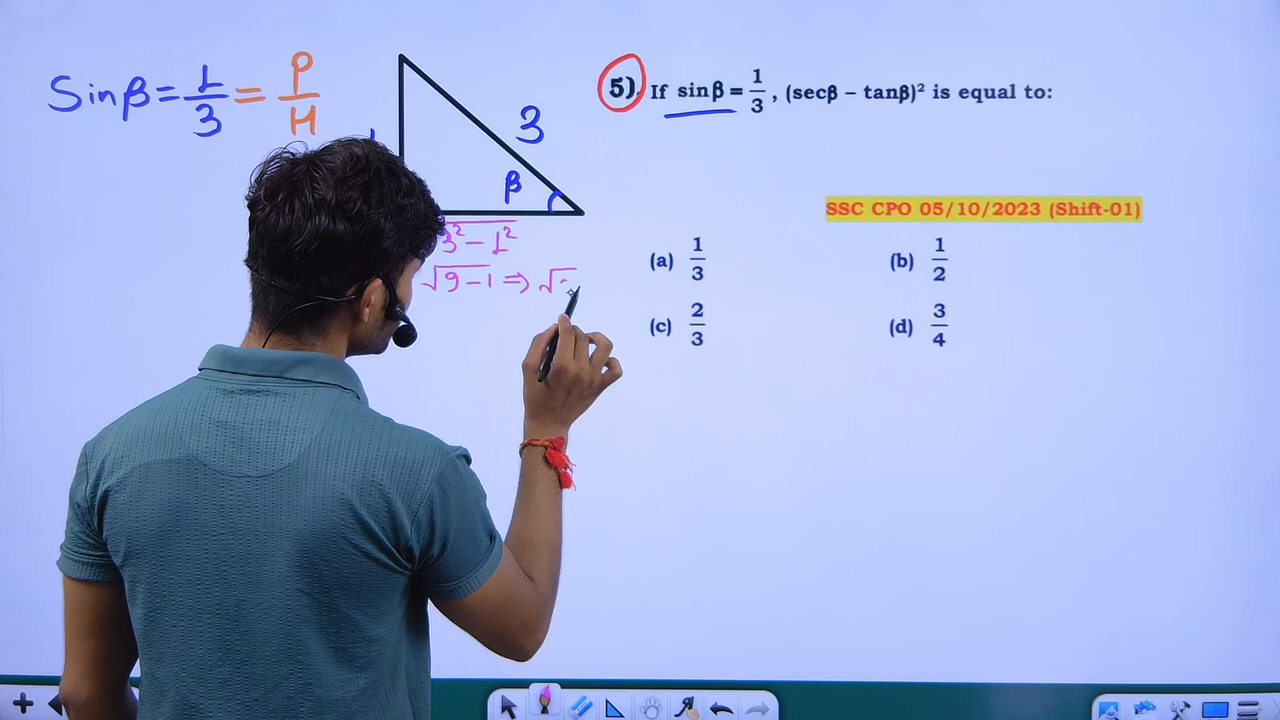 Sinβ = 1/3 = P/H
3
β
3² - 1²
√9-1 ⇒ √
5). If sinβ = 1/3, (secβ – tanβ)² is equal to:
SSC CPO 05/10/2023 (Shift-01)
(a) 1/3 (b) 1/2
(c) 2/3 (d) 3/4